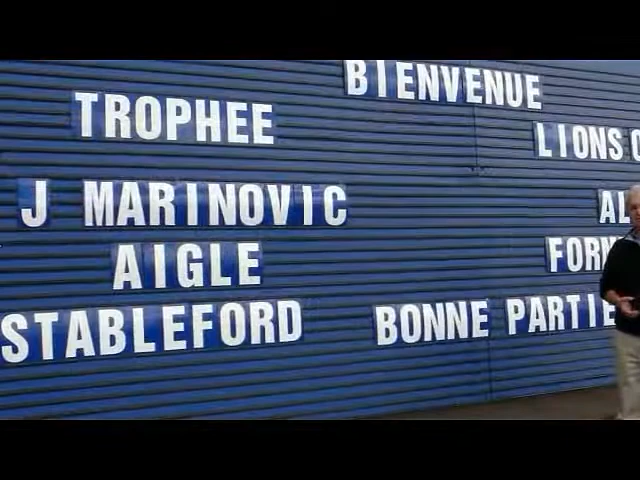 BIENVENUE
TROPHEE
LIONS
J MARINOVIC
AIGLE
STABLEFORD
BONNE PARTIE